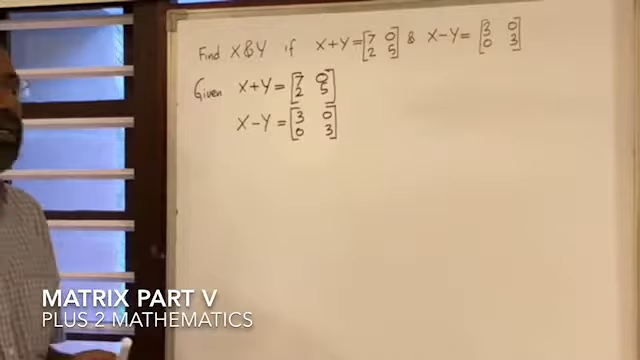 Find X & Y if X+Y = [7 0 & X-Y = [3 0
2 5] 0 3]
Given X+Y = [7 0
2 5]
X-Y = [3 0
0 3]
MATRIX PART V
PLUS 2 MATHEMATICS